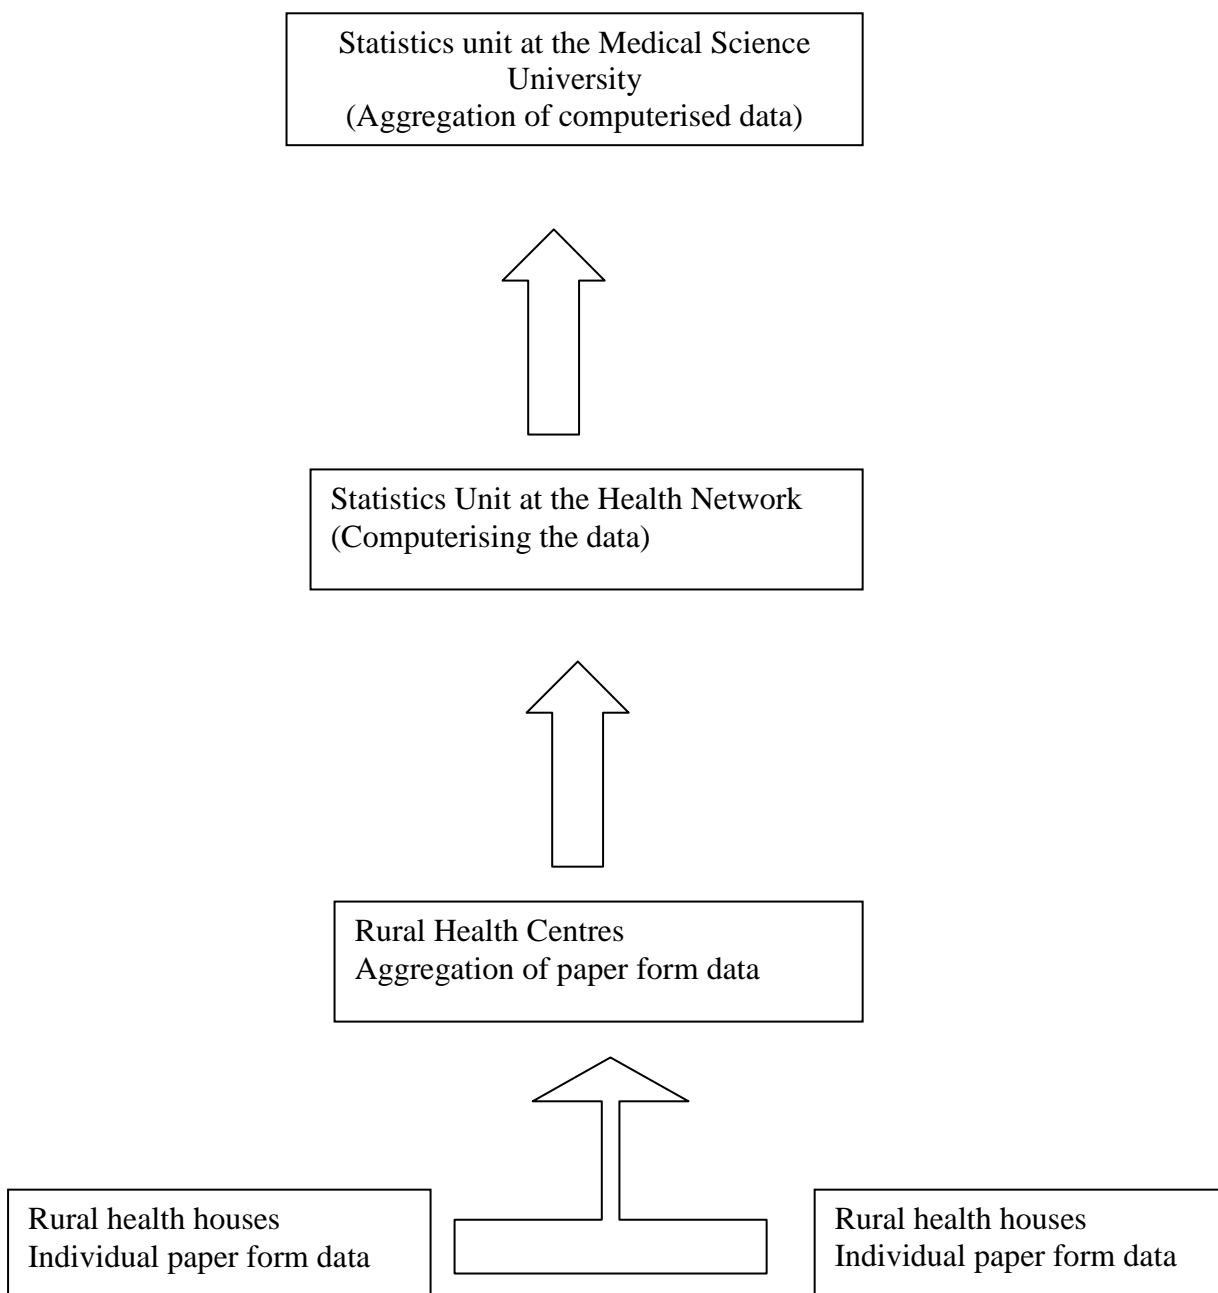 Statistics unit at the Medical Science
University
(Aggregation of computerised data)
Statistics Unit at the Health Network
(Computerising the data)
Rural Health Centres
Aggregation of paper form data
Rural health houses
Individual paper form data
Rural health houses
Individual paper form data